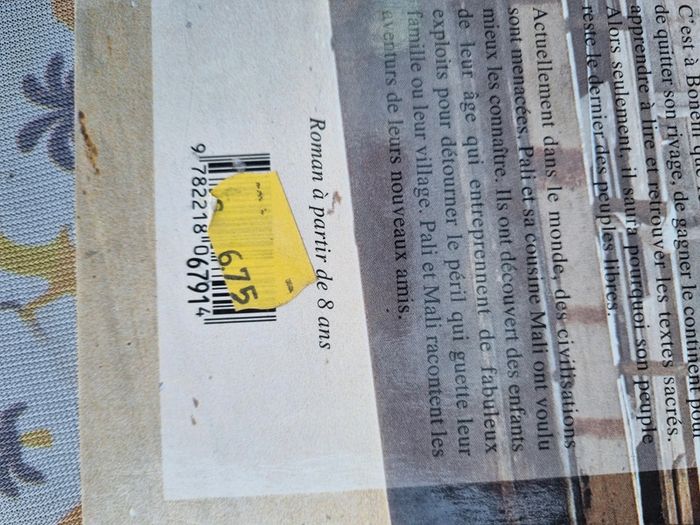 C'est à Bornéo que
de quitter son rivage, de gagner le continent pour
apprendre à lire et retrouver les textes sacrés.
Alors seulement, il saura pourquoi son peuple
reste le dernier des peuples libres.
Actuellement dans le monde, des civilisations
sont menacées. Pali et sa cousine Mali ont voulu
mieux les connaître. Ils ont découvert des enfants
de leur âge qui entreprennent de fabuleux
exploits pour détourner le péril qui guette leur
famille ou leur village. Pali et Mali racontent les
aventurs de leurs nouveaux amis.
Roman à partir de 8 ans
675
9 782218 067914